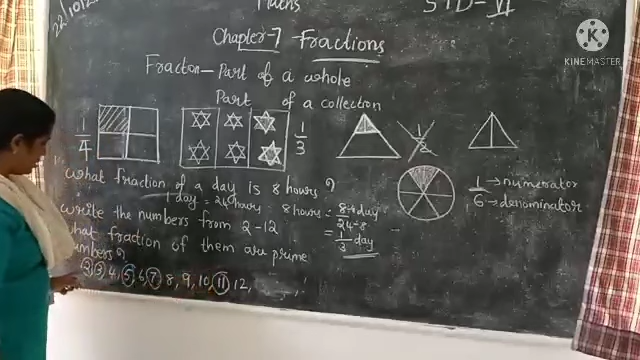 22/10/2
Maths
STD - VI
KINEMASTER
Chapter-7 Fractions
Fracton - Part of a whole
Part of a collection
1/4
1/3
1/2
What fraction of a day is 8 hours?
1 day = 24 hours 8 hours = 8÷8 day
24÷8
= 1/3 day
1 → numerator
6 → denominator
Write the numbers from 2-12
What fraction of them are prime
numbers?
2 3 4, 5 6, 7 8, 9, 10, 11 12,